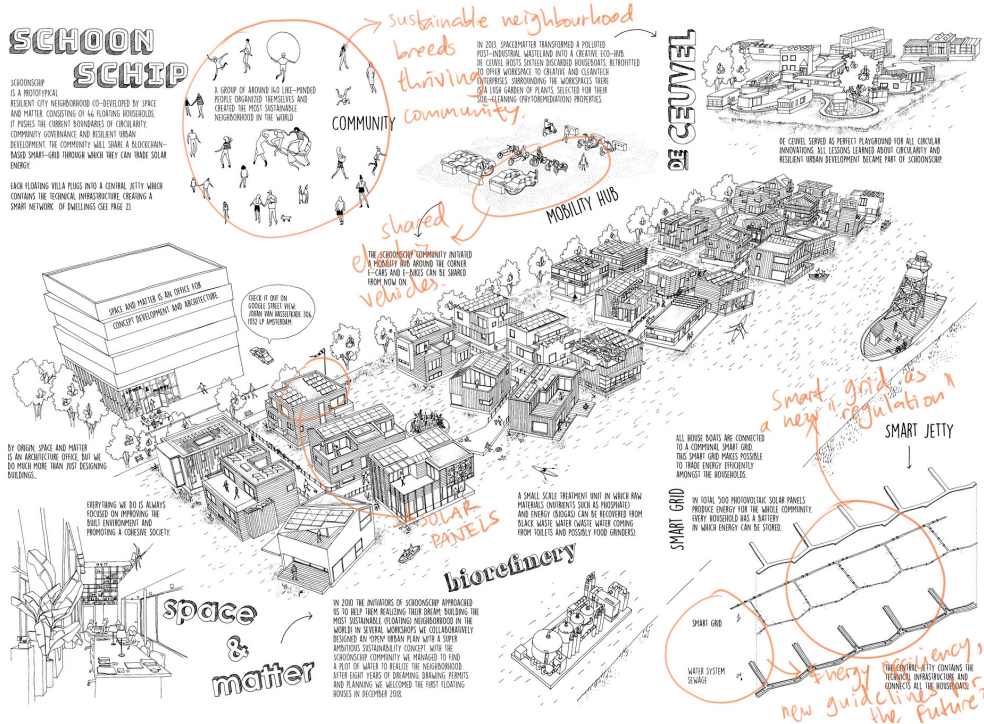 SCHOON
SCHIP
SCHOONSCHIP
IS A PROTOTYPICAL
RESILIENT CITY NEIGHBORHOOD CO-DEVELOPED BY SPACE
AND MATTER. CONSISTING OF 46 FLOATING HOUSEHOLDS,
IT PUSHES THE CURRENT BOUNDARIES OF CIRCULARITY,
COMMUNITY GOVERNANCE AND RESILIENT URBAN
DEVELOPMENT. THE COMMUNITY WILL SHARE A BLOCKCHAIN-
BASED SMART-GRID THROUGH WHICH THEY CAN TRADE SOLAR
ENERGY.
EACH FLOATING VILLA PLUGS INTO A CENTRAL JETTY WHICH
CONTAINS THE TECHNICAL INFRASTRUCTURE, CREATING A
SMART NETWORK OF DWELLINGS (SEE PAGE 2).
A GROUP OF AROUND 140 LIKE-MINDED
PEOPLE ORGANIZED THEMSELVES AND
CREATED THE MOST SUSTAINABLE
NEIGHBORHOOD IN THE WORLD
COMMUNITY
sustainable neighbourhood
breeds
thriving
community.
IN 2013, SPACE&MATTER TRANSFORMED A POLLUTED
POST-INDUSTRIAL WASTELAND INTO A CREATIVE ECO-HUB.
DE CEUVEL HOSTS SIXTEEN DISCARDED HOUSEBOATS, RETROFITTED
TO OFFER WORKSPACE TO CREATIVE AND CLEANTECH
ENTERPRISES. SURROUNDING THE WORKSPACES THERE
IS A LUSH GARDEN OF PLANTS, SELECTED FOR THEIR
SOIL-CLEANING (PHYTOREMEDIATION) PROPERTIES.
DE CEUVEL
DE CEUVEL SERVED AS PERFECT PLAYGROUND FOR ALL CIRCULAR
INNOVATIONS. ALL LESSONS LEARNED ABOUT CIRCULARITY AND
RESILIENT URBAN DEVELOPMENT BECAME PART OF SCHOONSCHIP.
MOBILITY HUB
shared
electric
vehicles.
THE SCHOONSCHIP COMMUNITY INITIATED
A MOBILITY HUB AROUND THE CORNER.
E-CARS AND E-BIKES CAN BE SHARED
FROM NOW ON.
SPACE AND MATTER IS AN OFFICE FOR
CONCEPT DEVELOPMENT AND ARCHITECTURE.
CHECK IT OUT ON
GOOGLE STREET VIEW:
JOHAN VAN HASSELTKADE 306,
1032 LP AMSTERDAM
BY ORIGIN, SPACE AND MATTER
IS AN ARCHITECTURE OFFICE, BUT WE
DO MUCH MORE THAN JUST DESIGNING
BUILDINGS...
EVERYTHING WE DO IS ALWAYS
FOCUSED ON IMPROVING THE
BUILT ENVIRONMENT AND
PROMOTING A COHESIVE SOCIETY.
SOLAR
PANELS
A SMALL SCALE TREATMENT UNIT IN WHICH RAW
MATERIALS (NUTRIENTS SUCH AS PHOSPHATE)
AND ENERGY (BIOGAS) CAN BE RECOVERED FROM
BLACK WASTE WATER (WASTE WATER COMING
FROM TOILETS AND POSSIBLY FOOD GRINDERS).
biorefinery
space
&
matter
IN 2010 THE INITIATORS OF SCHOONSCHIP APPROACHED
US TO HELP THEM REALIZING THEIR DREAM; BUILDING THE
MOST SUSTAINABLE (FLOATING) NEIGHBORHOOD IN THE
WORLD. IN SEVERAL WORKSHOPS WE COLLABORATIVELY
DESIGNED AN 'OPEN' URBAN PLAN WITH A SUPER
AMBITIOUS SUSTAINABILITY CONCEPT. WITH THE
SCHOONSCHIP COMMUNITY WE MANAGED TO FIND
A PLOT OF WATER TO REALIZE THE NEIGHBORHOOD.
AFTER EIGHT YEARS OF DREAMING, DRAWING, PERMITS
AND PLANNING WE WELCOMED THE FIRST FLOATING
HOUSES IN DECEMBER 2018.
Smart grid as
a new "regulation"
SMART JETTY
ALL HOUSE BOATS ARE CONNECTED
TO A COMMUNAL SMART GRID.
THIS SMART GRID MAKES POSSIBLE
TO TRADE ENERGY EFFICIENTLY
AMONGST THE HOUSEHOLDS.
SMART GRID
IN TOTAL 500 PHOTOVOLTAIC SOLAR PANELS
PRODUCE ENERGY FOR THE WHOLE COMMUNITY.
EVERY HOUSEHOLD HAS A BATTERY
IN WHICH ENERGY CAN BE STORED.
SMART GRID
WATER SYSTEM
SEWAGE
THE CENTRAL JETTY CONTAINS THE
TECHNICAL INFRASTRUCTURE AND
CONNECTS ALL THE HOUSEBOATS.
Energy efficiency,
new guidelines for
the future?